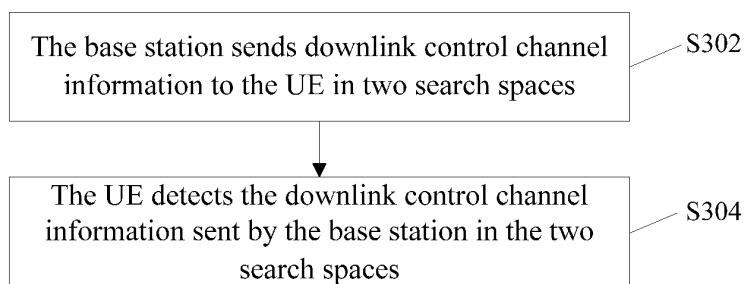 The base station sends downlink control channel
information to the UE in two search spaces
S302
The UE detects the downlink control channel
information sent by the base station in the two
search spaces
S304